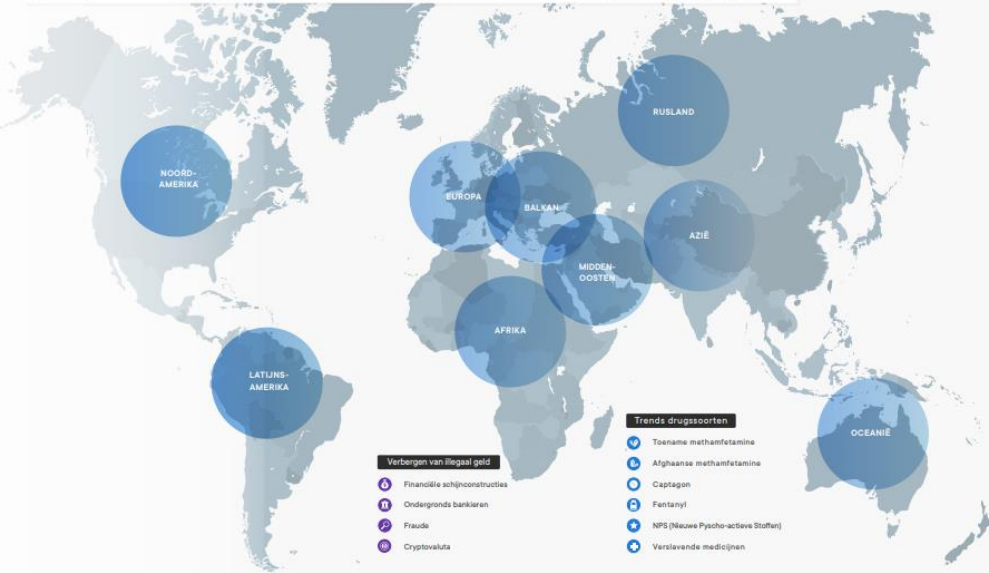 RUSLAND
NOORD-
AMERIKA
EUROPA
BALKAN
AZIË
MIDDEN-
OOSTEN
AFRIKA
LATIJNS-
AMERIKA
OCEANIË
Verbergen van illegaal geld
Financiële schijnconstructies
Ondergronds bankieren
Fraude
Cryptovaluta
Trends drugssoorten
Toename methamfetamine
Afghaanse methamfetamine
Captagon
Fentanyl
NPS (Nieuwe Pyscho-actieve Stoffen)
Verslavende medicijnen